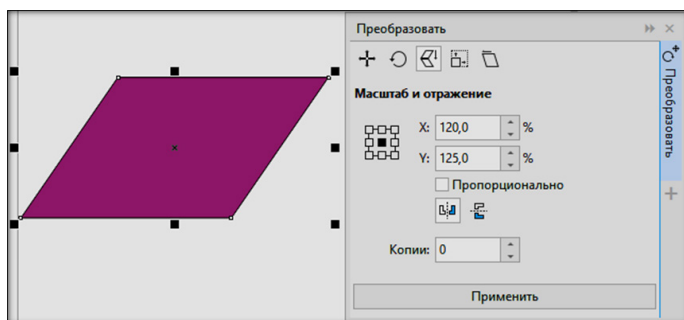 Преобразовать
Масштаб и отражение
X: 120,0 %
Y: 125,0 %
Пропорционально
Копии: 0
Применить
Преобразовать